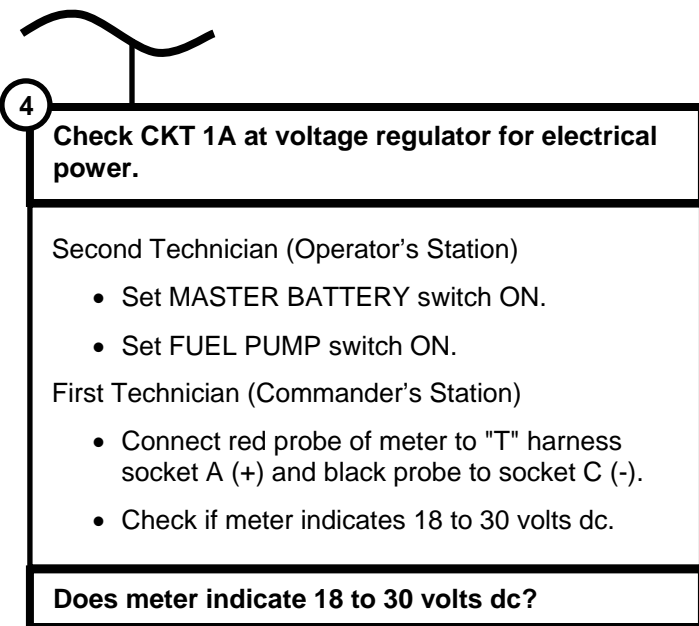 4
Check CKT 1A at voltage regulator for electrical
power.
Second Technician (Operator's Station)
• Set MASTER BATTERY switch ON.
• Set FUEL PUMP switch ON.
First Technician (Commander's Station)
• Connect red probe of meter to "T" harness
socket A (+) and black probe to socket C (-).
• Check if meter indicates 18 to 30 volts dc.
Does meter indicate 18 to 30 volts dc?